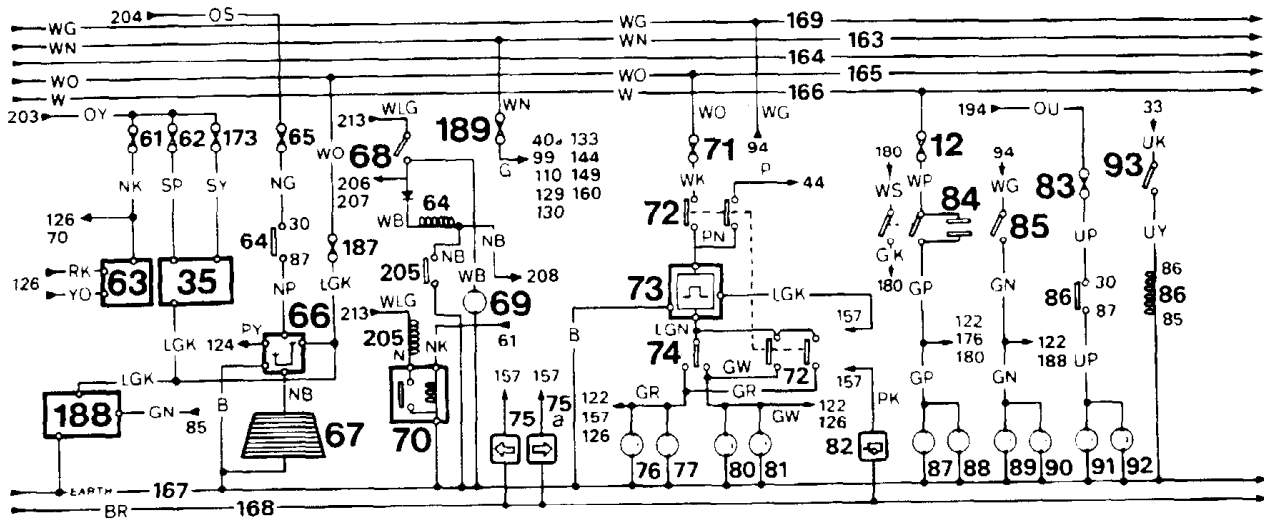 204 OS
WG 169
WN WN 163
164
WO WO 165
W W 166
203 OY
61 62 173 65
WO
NK SP SY NG
213 WLG
68
189 WN
G
40a 133
99 144
110 149
129 160
130
206
207
64
WB
NB
NB
208
205
WB
69
WO
71
WK
WG
94
P
44
72
PN
73
LGK
157
B
LGN
74
GW
72
GR
180
WS
GK
180
12
WP
84
94
WG
85
194 OU
83
UP
33
UK
93
UY
86
86
85
86
30
87
UP
GP
GN
122
176
180
122
188
GP
GN
126
70
126
RK
YO
63
35
64
30
87
187
NP
LGK
66
PY
124
LGK
LGK
188
GN 85
B
NB
67
213 WLG
205
N
NK
61
70
157
75
157
75
a
122
157
126
GR
GW
122
126
76 77 80 81
157
PK
82
87 88 89 90 91 92
EARTH 167
BR 168